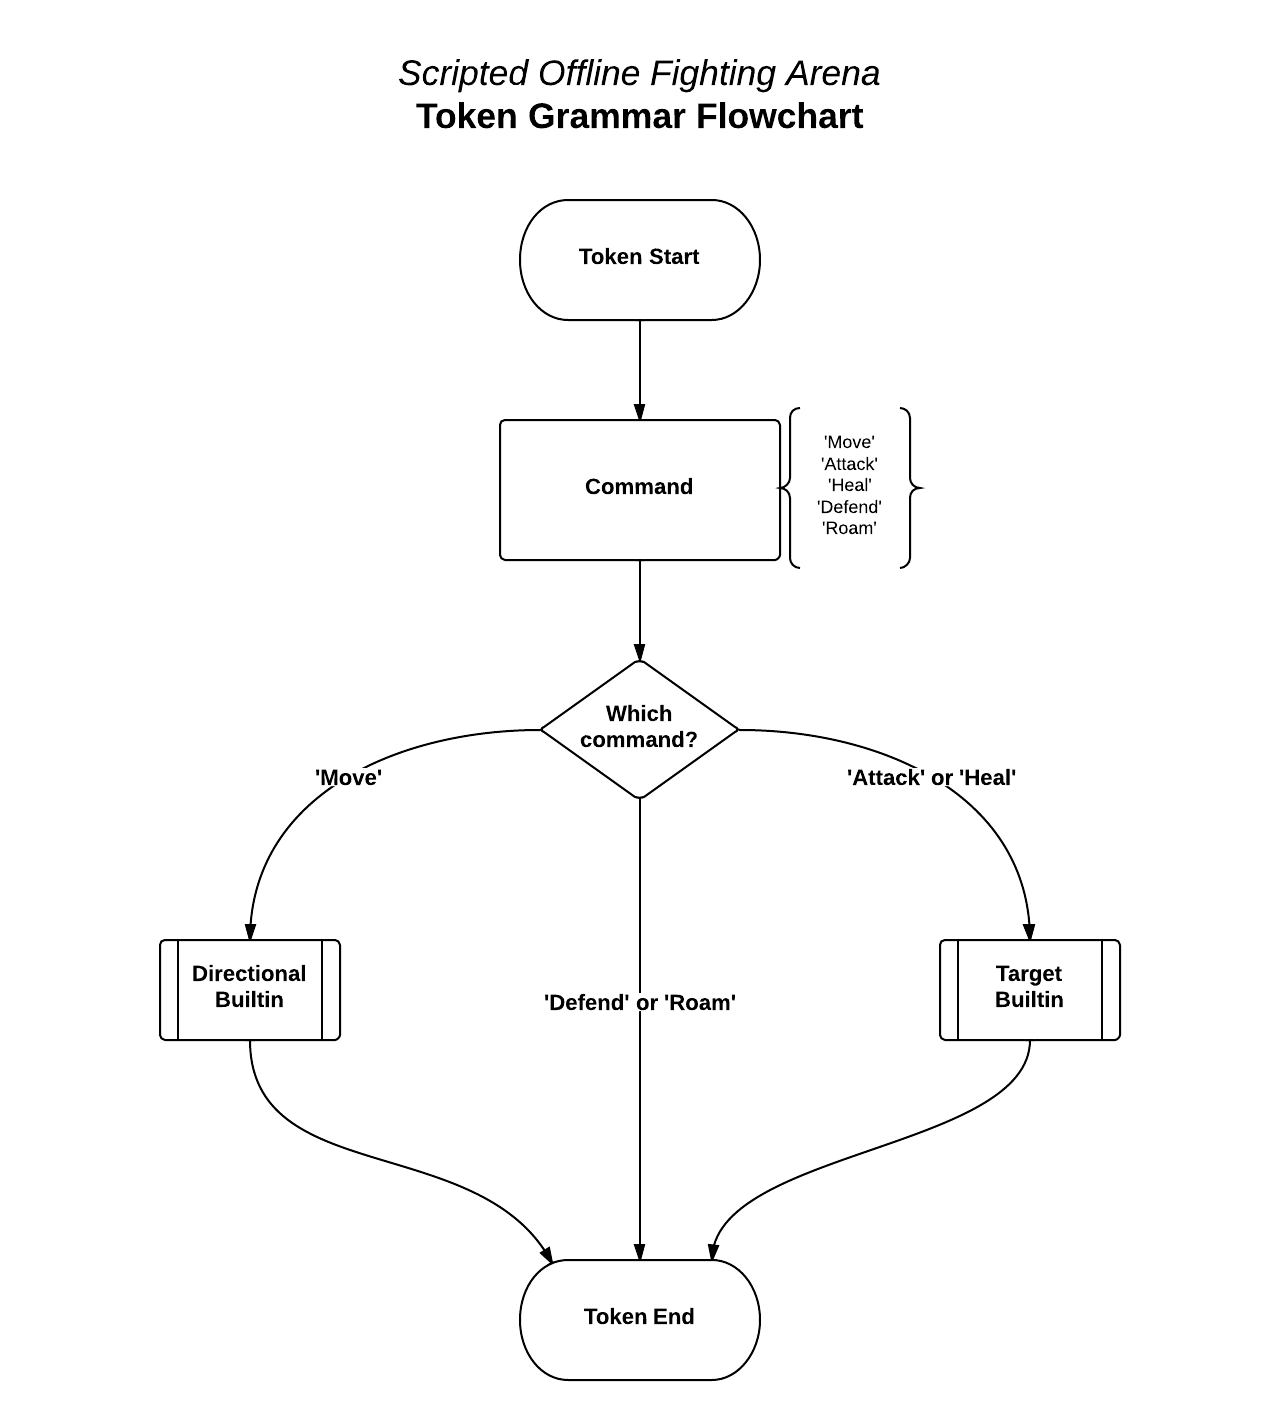 Scripted Offline Fighting Arena
Token Grammar Flowchart
Token Start
Command
'Move'
'Attack'
'Heal'
'Defend'
'Roam'
Which
command?
'Move'
'Attack' or 'Heal'
Directional
Builtin
'Defend' or 'Roam'
Target
Builtin
Token End